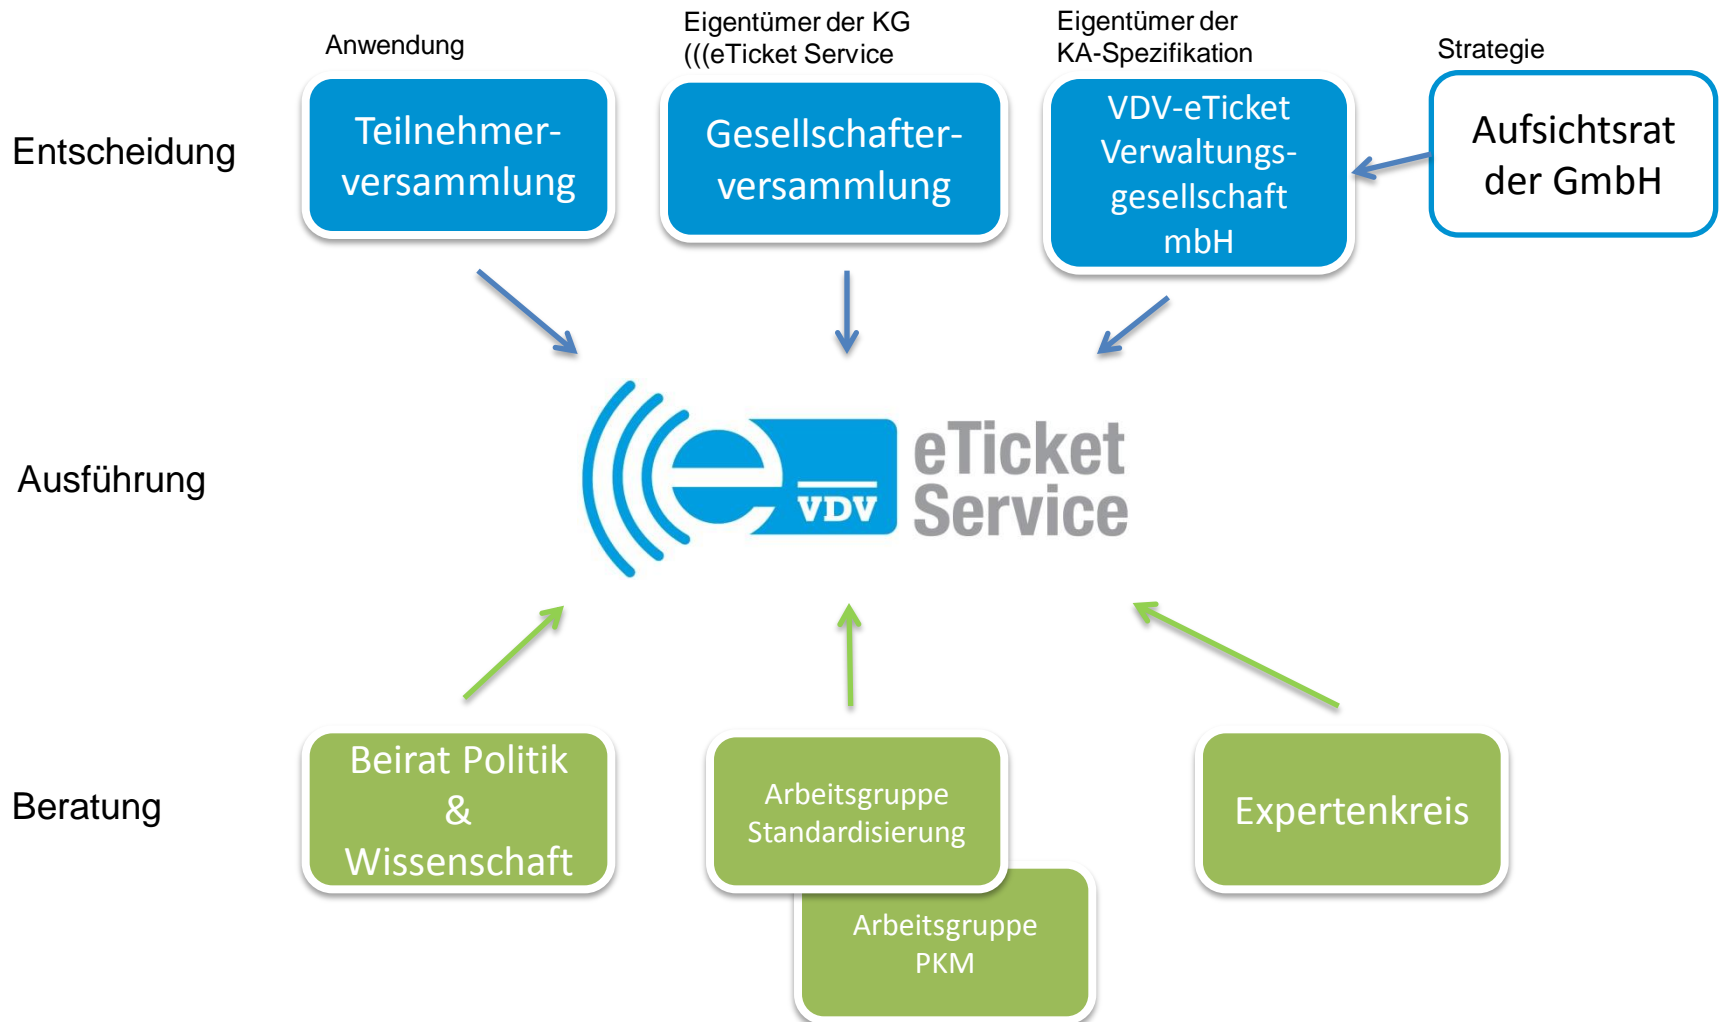 Anwendung
Eigentümer der KG
(((eTicket Service
Eigentümer der
KA-Spezifikation
Strategie
Entscheidung
Teilnehmer-
versammlung
Gesellschafter-
versammlung
VDV-eTicket
Verwaltungs-
gesellschaft
mbH
Aufsichtsrat
der GmbH
Ausführung
e
VDV
eTicket
Service
Beratung
Beirat Politik
&
Wissenschaft
Arbeitsgruppe
Standardisierung
Arbeitsgruppe
PKM
Expertenkreis